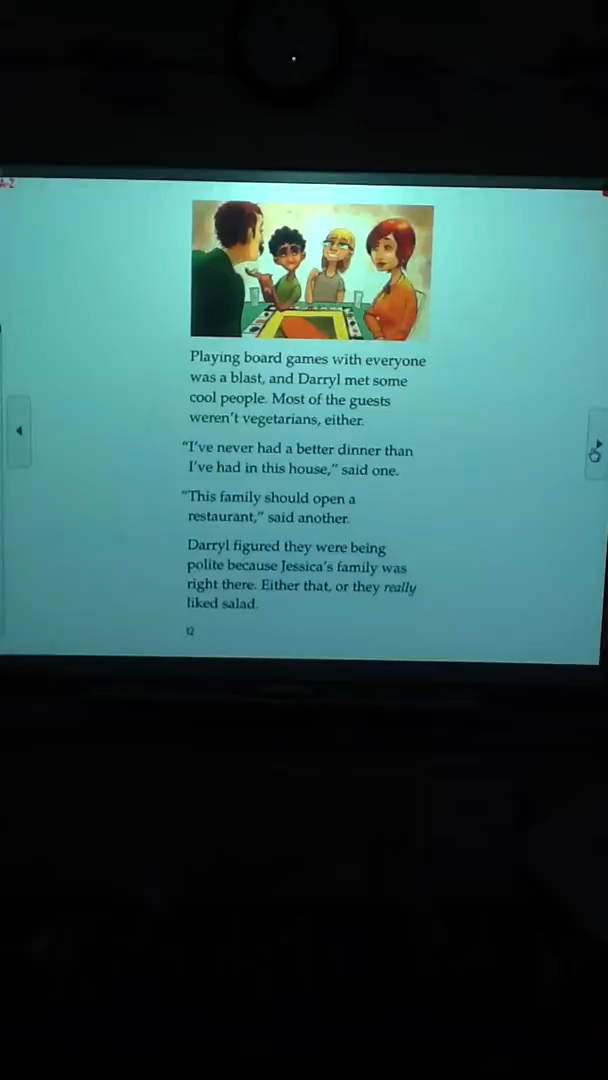 A-Z
Playing board games with everyone
was a blast, and Darryl met some
cool people. Most of the guests
weren't vegetarians, either.
“I've never had a better dinner than
I've had in this house,” said one.
“This family should open a
restaurant,” said another.
Darryl figured they were being
polite because Jessica's family was
right there. Either that, or they really
liked salad.
12